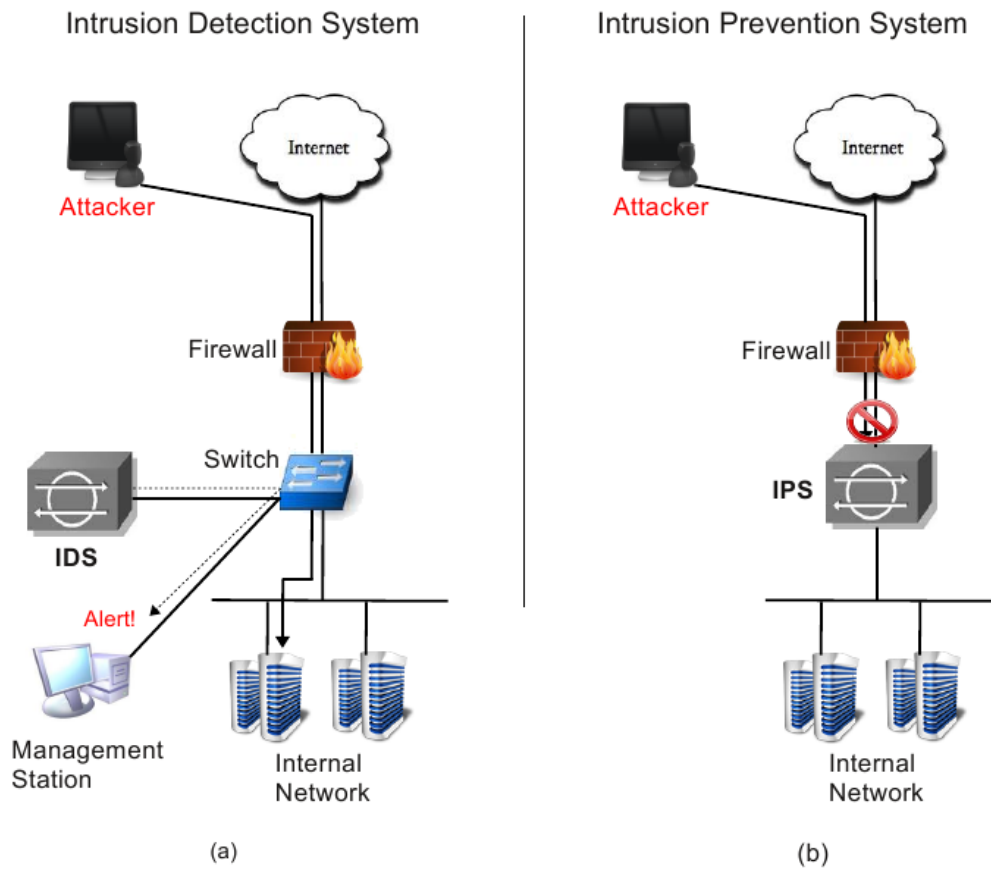 Intrusion Detection System
Internet
Attacker
Firewall
Switch
IDS
Alert!
Management
Station
Internal
Network
(a)
Intrusion Prevention System
Internet
Attacker
Firewall
IPS
Internal
Network
(b)